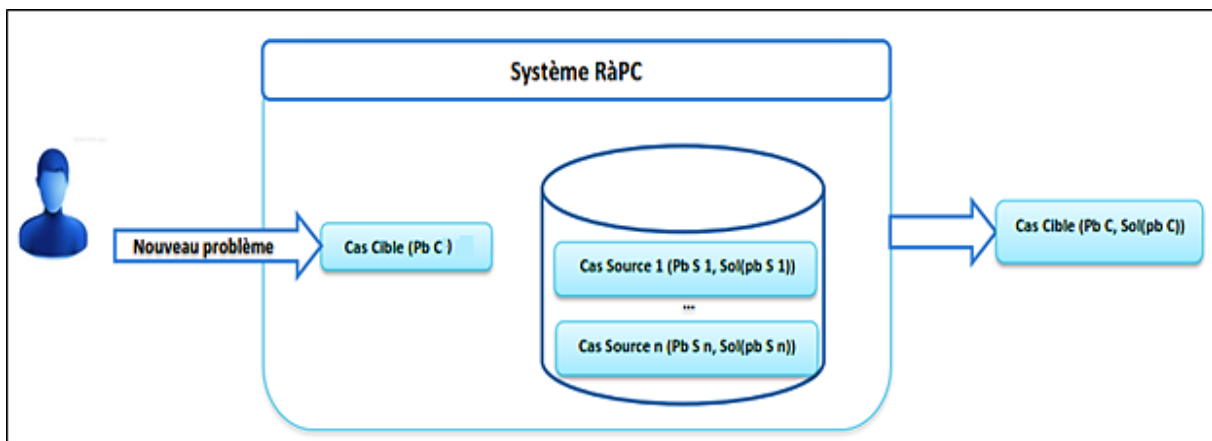 Système RàPC
Nouveau problème
Cas Cible (Pb C )
Cas Source 1 (Pb S 1, Sol(pb S 1))
...
Cas Source n (Pb S n, Sol(pb S n))
Cas Cible (Pb C, Sol(pb C))